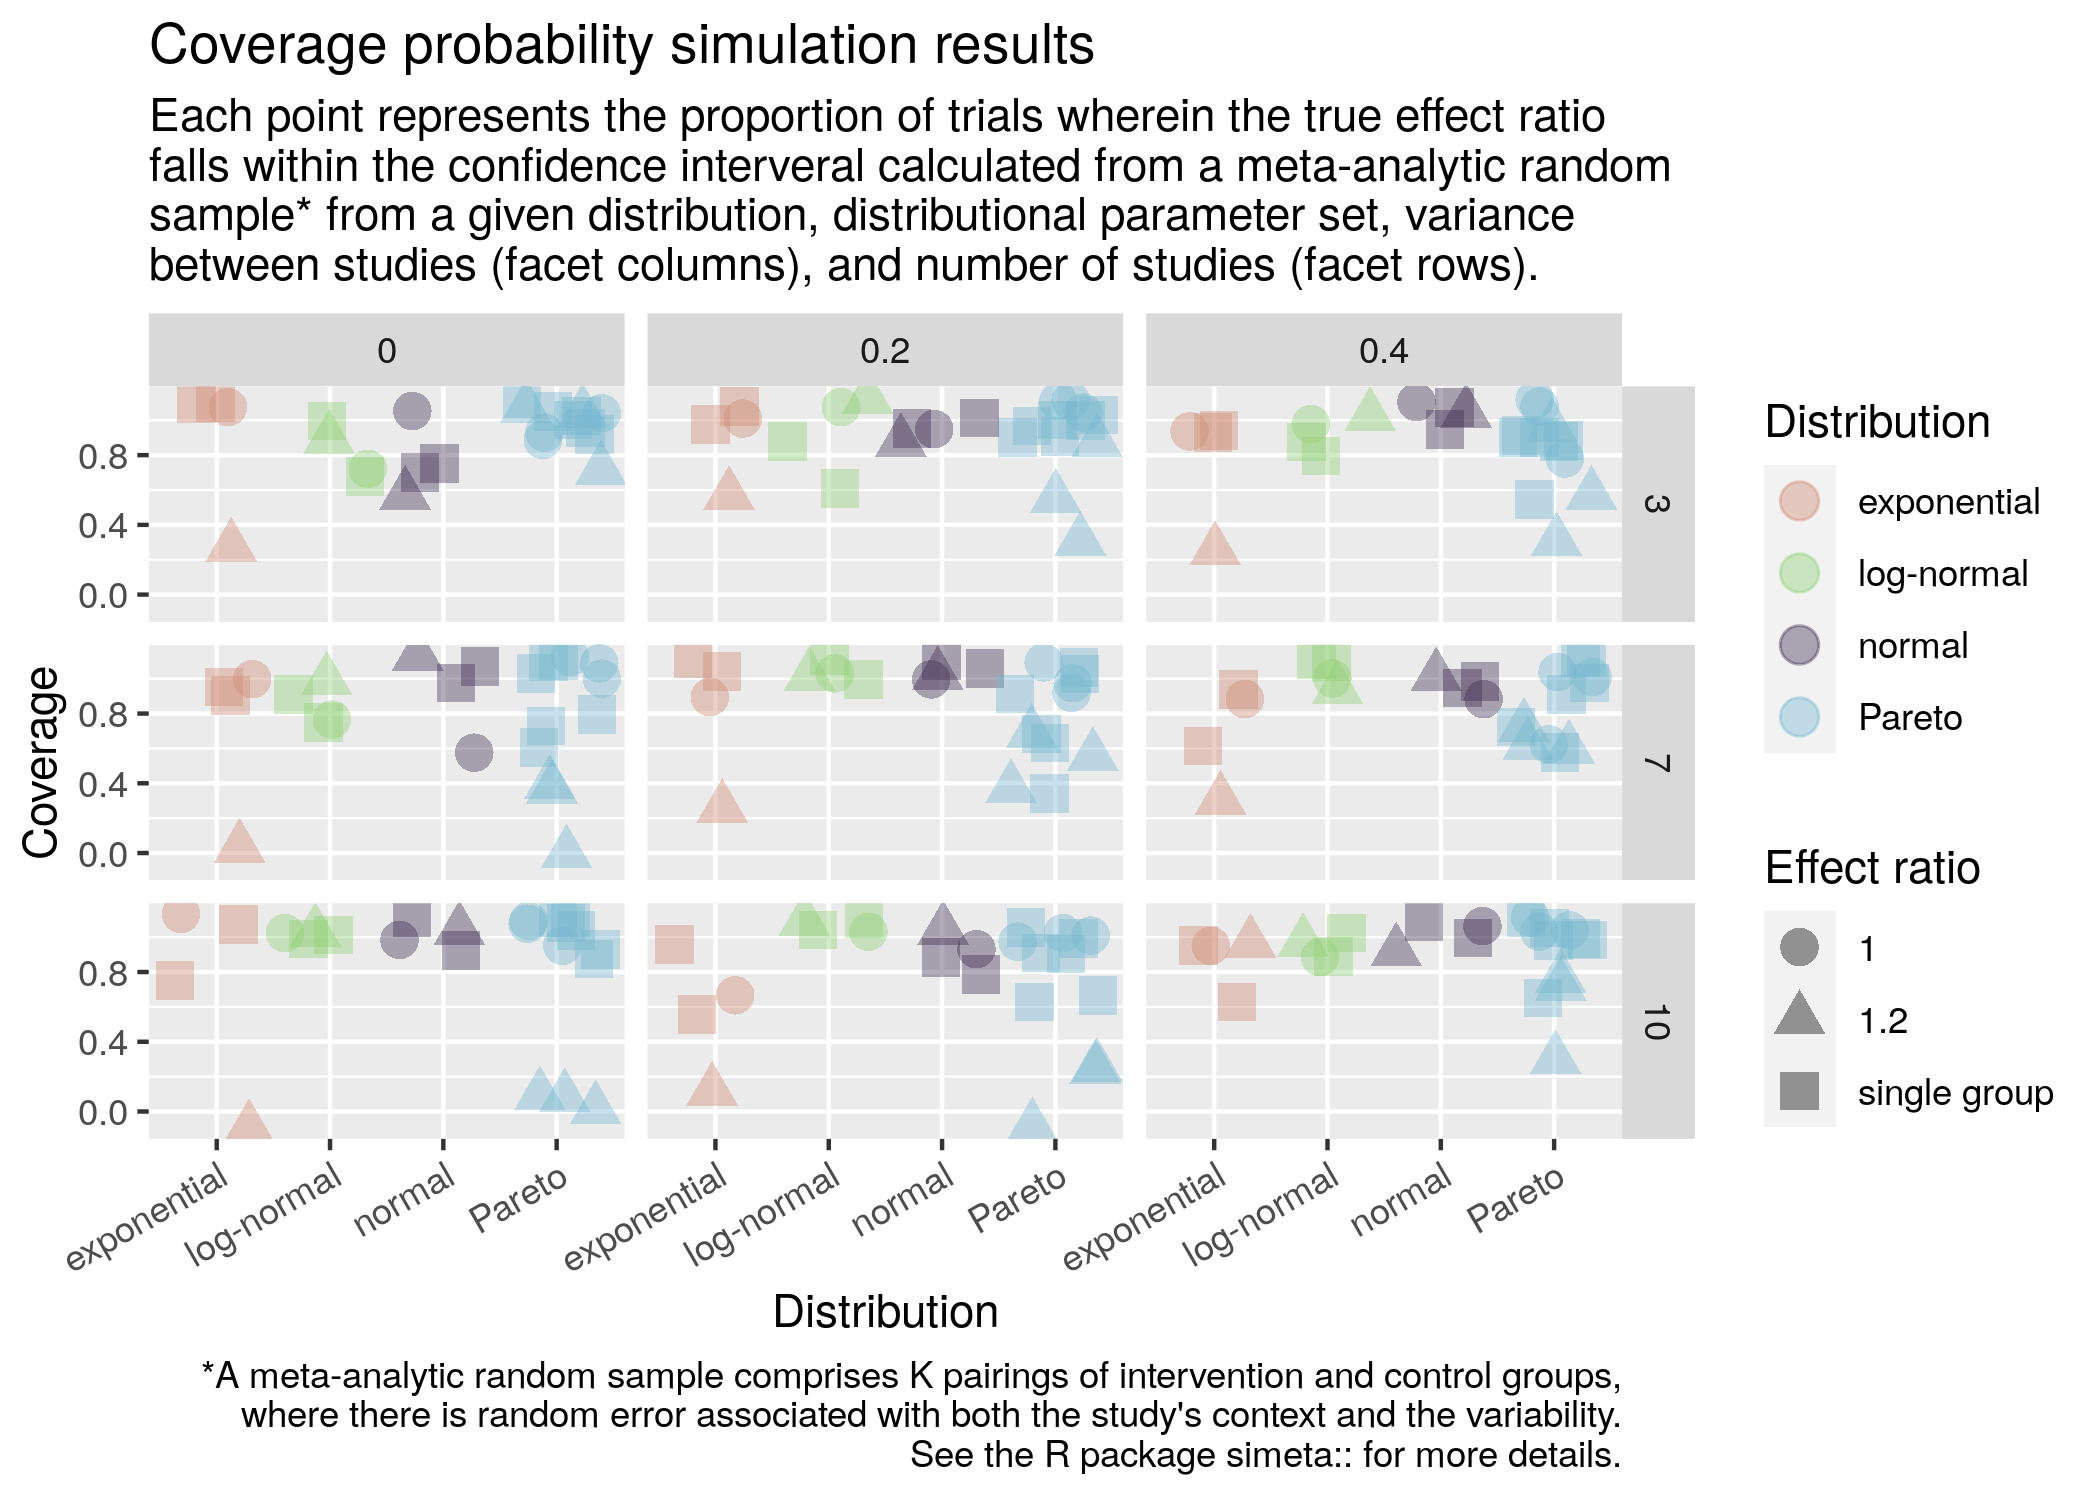 Coverage probability simulation results
Each point represents the proportion of trials wherein the true effect ratio
falls within the confidence interveral calculated from a meta-analytic random
sample* from a given distribution, distributional parameter set, variance
between studies (facet columns), and number of studies (facet rows).
0
0.2
0.4
0.8
0.4
0.0
3
0.8
0.4
0.0
7
0.8
0.4
0.0
10
Coverage
exponential
log-normal
normal
Pareto
exponential
log-normal
normal
Pareto
exponential
log-normal
normal
Pareto
Distribution
Distribution
exponential
log-normal
normal
Pareto
Effect ratio
1
1.2
single group
*A meta-analytic random sample comprises K pairings of intervention and control groups,
where there is random error associated with both the study's context and the variability.
See the R package simeta:: for more details.